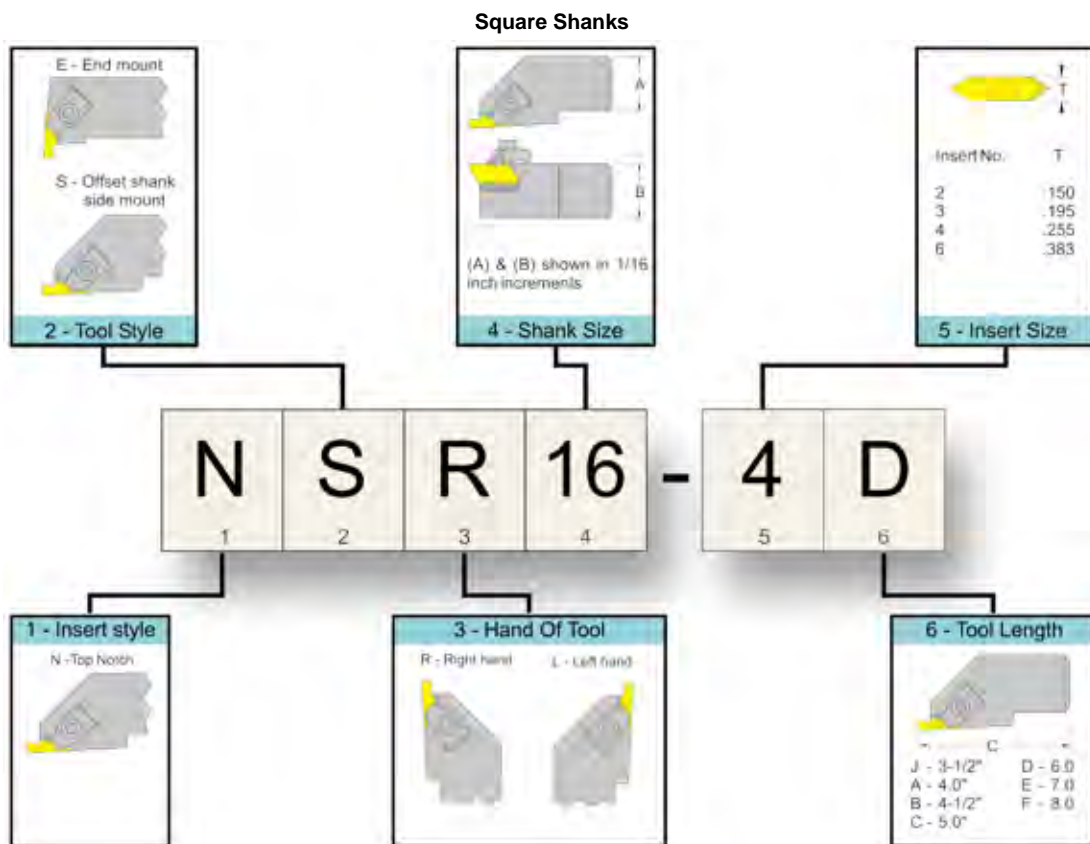 Square Shanks
E - End mount
S - Offset shank
side mount
2 - Tool Style
A
B
(A) & (B) shown in 1/16
inch increments
4 - Shank Size
T
Insert No. T
2 .150
3 .195
4 .255
6 .383
5 - Insert Size
N S R 16 - 4 D
1 2 3 4 5 6
1 - Insert style
N -Top Notch
3 - Hand Of Tool
R - Right hand L - Left hand
6 - Tool Length
- C -
J - 3-1/2" D - 6.0
A - 4.0" E - 7.0
B - 4-1/2" F - 8.0
C - 5.0"